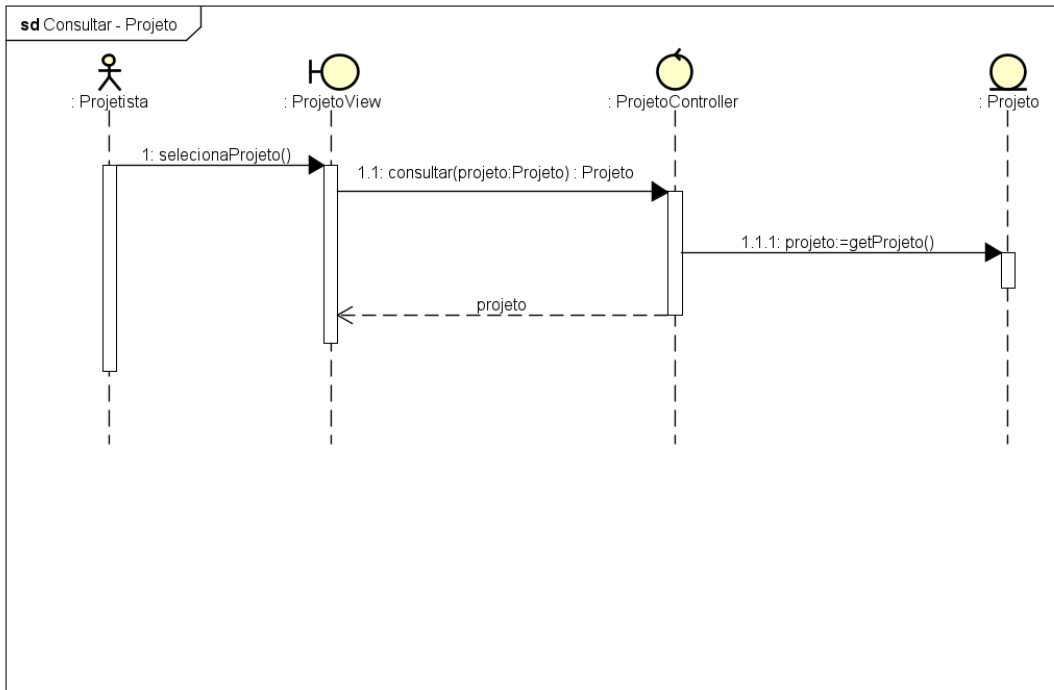 sd Consultar - Projeto
: Projetista
: ProjetoView
: ProjetoController
: Projeto
1: selecionaProjeto()
1.1: consultar(projeto:Projeto) : Projeto
1.1.1: projeto:=getProjeto()
projeto